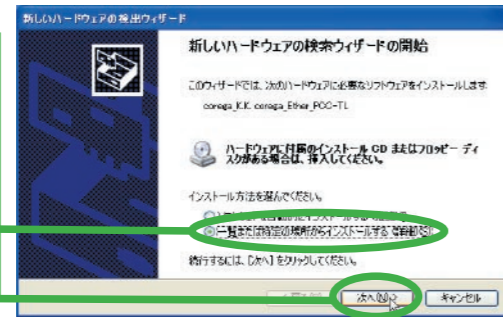 新しいハードウェアの検出ウィザード
新しいハードウェアの検索ウィザードの開始
このウィザードでは、次のハードウェアに必要なソフトウェアをインストールします:
corega_K.K. corega_Ether_PCC-TL
ハードウェアに付属のインストール CD またはフロッピー ディ
スクがある場合は、挿入してください。
インストール方法を選んでください。
一覧または特定の場所からインストールする
続行するには、[次へ] をクリックしてください。
次へ(N)> キャンセル